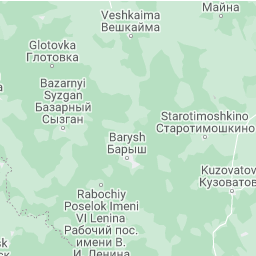 Майна
Veshkaima
Вешкайма
Glotovka
Глотовка
Bazarnyi
Syzgan
Базарный
Сызган
Starotimoshkino
Старотимошкино
Barysh
Барыш
Kuzovatov
Кузоватов
Rabochiy
Poselok Imeni
VI Lenina
Рабочий пос.
имени В.
И. Ленина